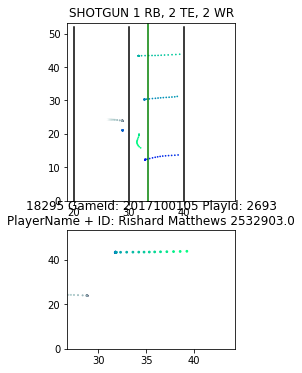 SHOTGUN 1 RB, 2 TE, 2 WR
50
40
30
20
10
0
20 30 40
18295 GameId: 2017100105 PlayId: 2693
PlayerName + ID: Rishard Matthews 2532903.0
40
20
0
30 35 40